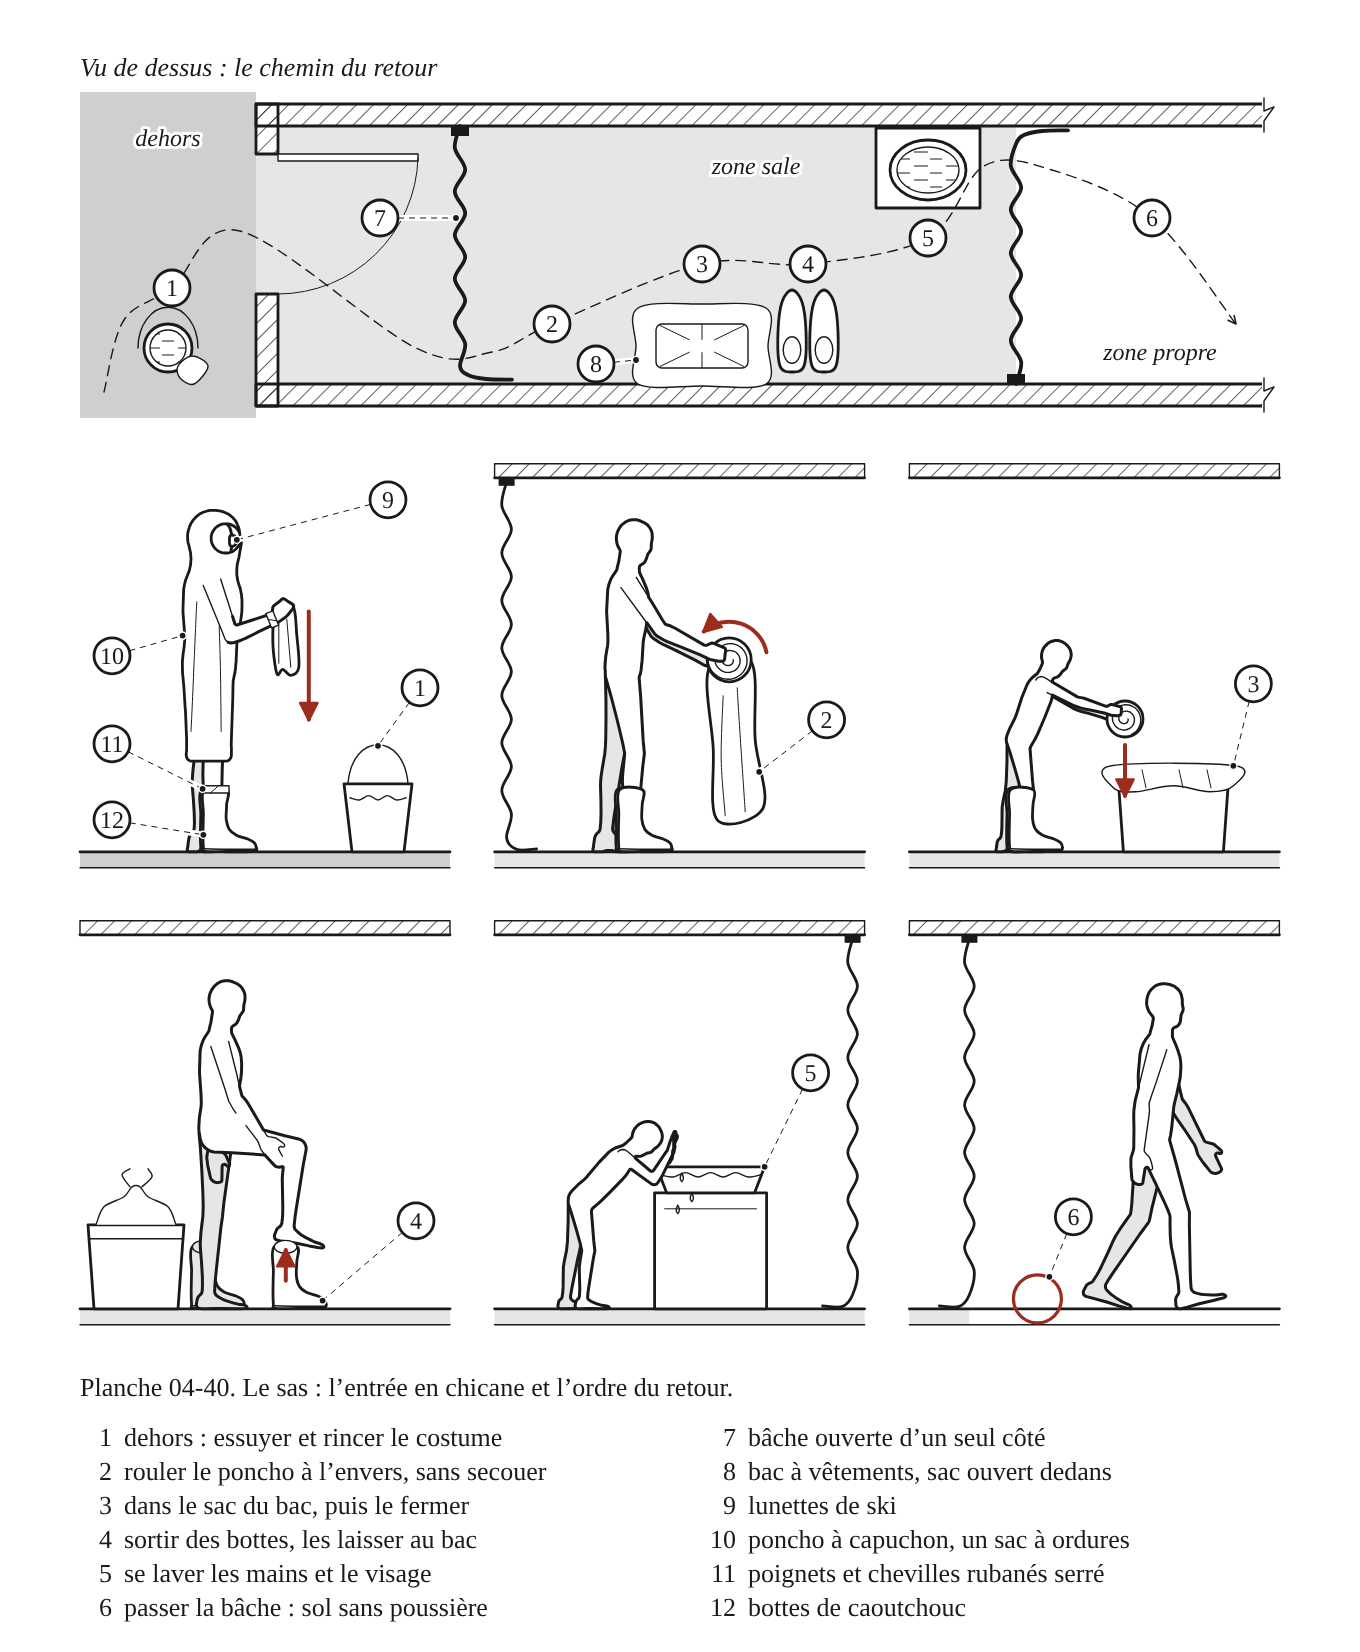 Vu de dessus : le chemin du retour
dehors
zone sale
7
6
5
3
4
1
2
8
zone propre
9
10
1
11
12
2
3
4
5
6
Planche 04-40. Le sas : l’entrée en chicane et l’ordre du retour.
1 dehors : essuyer et rincer le costume
2 rouler le poncho à l’envers, sans secouer
3 dans le sac du bac, puis le fermer
4 sortir des bottes, les laisser au bac
5 se laver les mains et le visage
6 passer la bâche : sol sans poussière
7 bâche ouverte d’un seul côté
8 bac à vêtements, sac ouvert dedans
9 lunettes de ski
10 poncho à capuchon, un sac à ordures
11 poignets et chevilles rubanés serré
12 bottes de caoutchouc